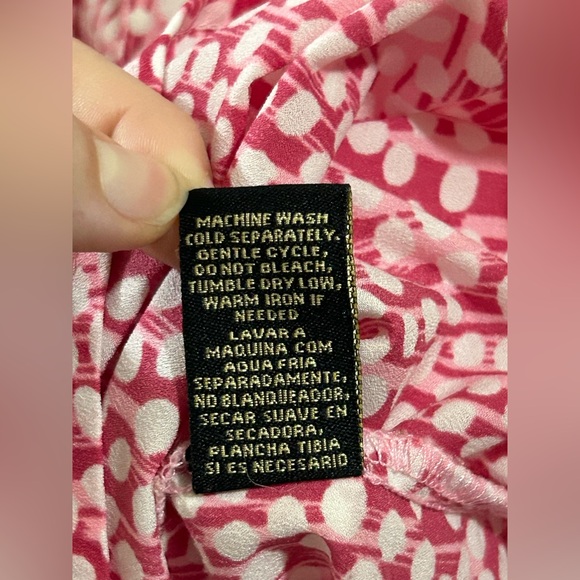 MACHINE WASH
COLD SEPARATELY.
GENTLE CYCLE,
DO NOT BLEACH,
TUMBLE DRY LOW,
WARM IRON IF
NEEDED
LAVAR A
MAQUINA COM
AGUA FRIA
SEPARADAMENTE,
NO BLANQUEADOR,
SECAR SUAVE EN
SECADORA,
PLANCHA TIBIA
SI ES NECESARIO